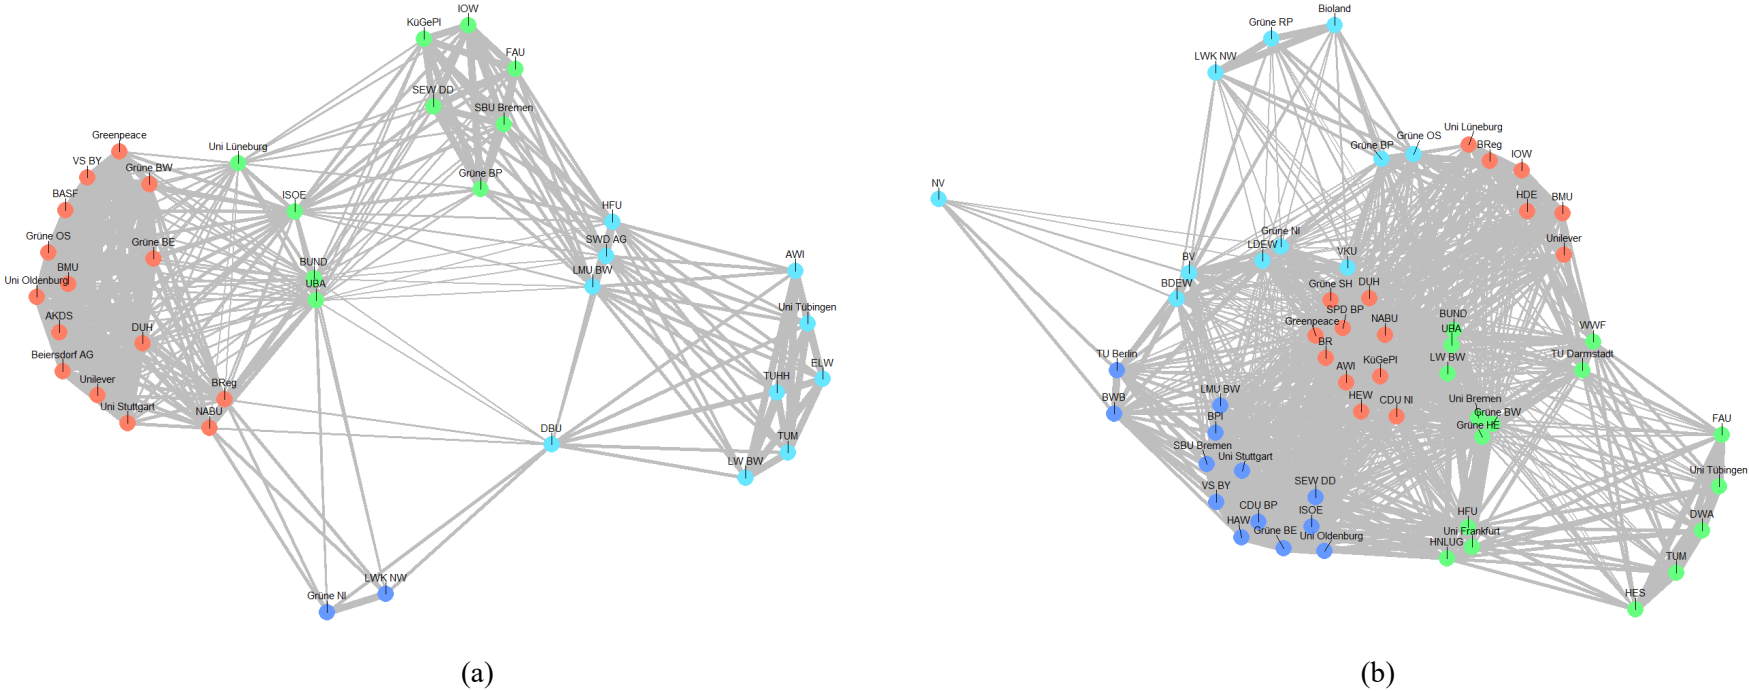 IOW
KüGePl
FAU
SEW DD
SBU Bremen
Greenpeace
Uni Lüneburg
VS BY
Grüne BW
Grüne BP
BASF
ISOE
HFU
Grüne OS
Grüne BE
SWD AG
BMU
BUND
AWI
Uni Oldenburg
UBA
LMU BW
Uni Tübingen
AKDS
DUH
Beiersdorf AG
ELW
Unilever
BReg
TUHH
Uni Stuttgart
NABU
DBU
TUM
LW BW
LWK NW
Grüne NI
(a)
Bioland
Grüne RP
LWK NW
Uni Lüneburg
Grüne OS
BReg
Grüne BP
IOW
NV
HDE
BMU
Grüne NI
LDEW
VKU
Unilever
BV
BDEW
Grüne SH
DUH
SPD BP
BUND
Greenpeace
NABU
UBA
WWF
BR
LW BW
TU Darmstadt
TU Berlin
KüGePl
AWI
LMU BW
BWB
HEW
CDU NI
Uni Bremen
BPI
Grüne BW
Grüne HE
FAU
SBU Bremen
Uni Stuttgart
Uni Tübingen
VS BY
SEW DD
CDU BP
ISOE
HFU
DWA
HAW
Grüne BE
Uni Oldenburg
Uni Frankfurt
HNLUG
TUM
HES
(b)